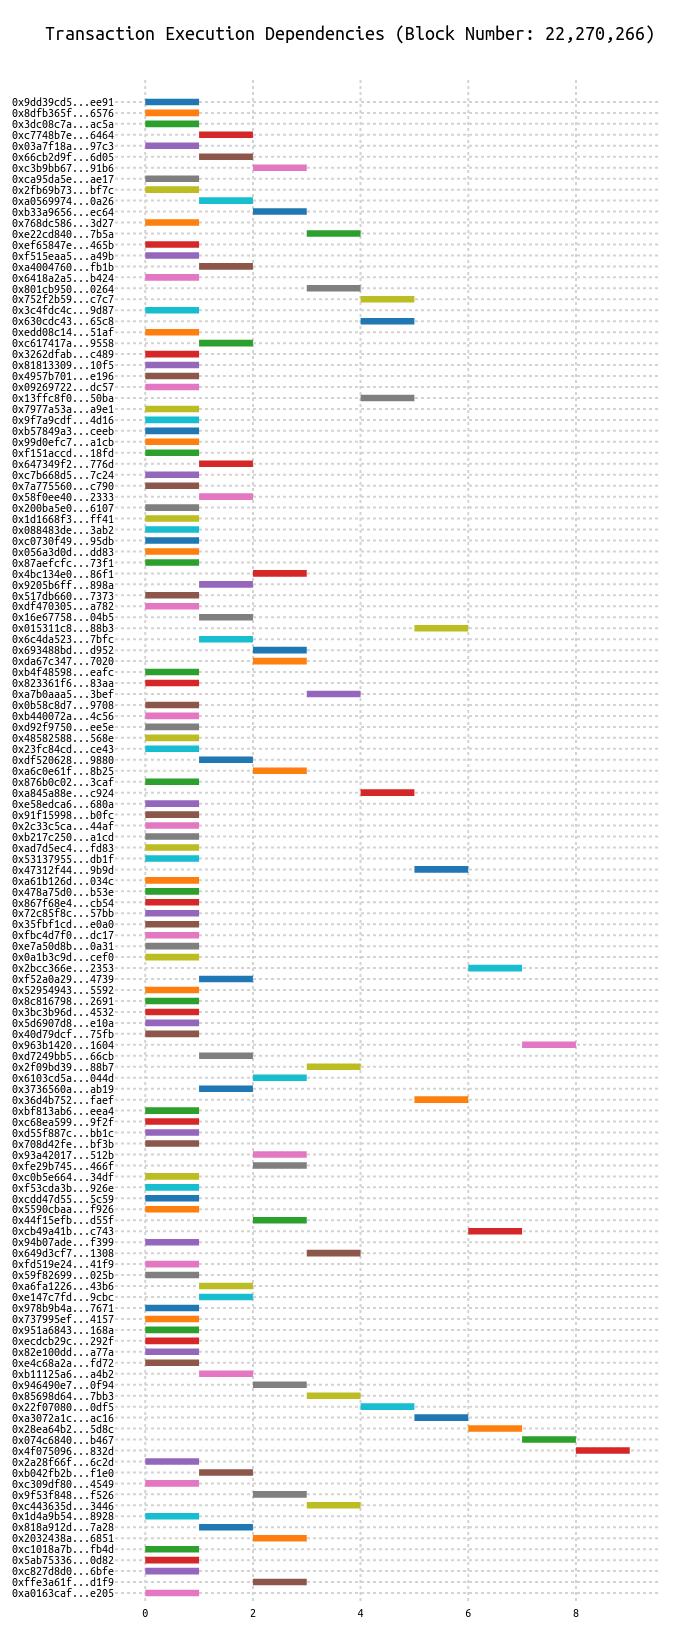 Transaction Execution Dependencies (Block Number: 22,270,266)
0x9dd39cd5...ee91
0x8dfb365f...6576
0x3dc08c7a...ac5a
0xc7748b7e...6464
0x03a7f18a...97c3
0x66cb2d9f...6d05
0xc3b9bb67...91b6
0xca95da5e...ae17
0x2fb69b73...bf7c
0xa0569974...0a26
0xb33a9656...ec64
0x768dc586...3d27
0xe22cd840...7b5a
0xef65847e...465b
0xf515eaa5...a49b
0xa4004760...fb1b
0x6418a2a5...b424
0x801cb950...0264
0x752f2b59...c7c7
0x3c4fdc4c...9d87
0x630cdc43...65c8
0xedd08c14...51af
0xc617417a...9558
0x3262dfab...c489
0x81813309...10f5
0x4957b701...e196
0x09269722...dc57
0x13ffc8f0...50ba
0x7977a53a...a9e1
0x9f7a9cdf...4d16
0xb57849a3...ceeb
0x99d0efc7...a1cb
0xf151accd...18fd
0x647349f2...776d
0xc7b668d5...7c24
0x7a775560...c790
0x58f0ee40...2333
0x200ba5e0...6107
0x1d1668f3...ff41
0x088483de...3ab2
0xc0730f49...95db
0x056a3d0d...dd83
0x87aefcfc...73f1
0x4bc134e0...86f1
0x9205b6ff...898a
0x517db660...7373
0xdf470305...a782
0x16e67758...04b5
0x015311c8...88b3
0x6c4da523...7bfc
0x693488bd...d952
0xda67c347...7020
0xb4f48598...eafc
0x823361f6...83aa
0xa7b0aaa5...3bef
0x0b58c8d7...9708
0xb440072a...4c56
0xd92f9750...ee5e
0x48582588...568e
0x23fc84cd...ce43
0xdf520628...9880
0xa6c0e61f...8b25
0x876b0c02...3caf
0xa845a88e...c924
0xe58edca6...680a
0x91f15998...b0fc
0x2c33c5ca...44af
0xb217c250...a1cd
0xad7d5ec4...fd83
0x53137955...db1f
0x47312f44...9b9d
0xa61b126d...034c
0x478a75d0...b53e
0x867f68e4...cb54
0x72c85f8c...57bb
0x35fbf1cd...e0a0
0xfbc4d7f0...dc17
0xe7a50d8b...0a31
0x0a1b3c9d...cef0
0x2bcc366e...2353
0xf52a0a29...4739
0x52954943...5592
0x8c816798...2691
0x3bc3b96d...4532
0x5d6907d8...e10a
0x40d79dcf...75fb
0x963b1420...1604
0xd7249bb5...66cb
0x2f09bd39...88b7
0x6103cd5a...044d
0x3736560a...ab19
0x36d4b752...faef
0xbf813ab6...eea4
0xc68ea599...9f2f
0xd55f887c...bb1c
0x708d42fe...bf3b
0x93a42017...512b
0xfe29b745...466f
0xc0b5e664...34df
0xf53cda3b...926e
0xcdd47d55...5c59
0x5590cbaa...f926
0x44f15efb...d55f
0xcb49a41b...c743
0x94b07ade...f399
0x649d3cf7...1308
0xfd519e24...41f9
0x59f82699...025b
0xa6fa1226...43b6
0xe147c7fd...9cbc
0x978b9b4a...7671
0x737995ef...4157
0x951a6843...168a
0xecdcb29c...292f
0x82e100dd...a77a
0xe4c68a2a...fd72
0xb11125a6...a4b2
0x946490e7...0f94
0x85698d64...7bb3
0x22f07080...0df5
0xa3072a1c...ac16
0x28ea64b2...5d8c
0x074c6840...b467
0x4f075096...832d
0x2a28f66f...6c2d
0xb042fb2b...f1e0
0xc309df80...4549
0x9f53f848...f526
0xc443635d...3446
0x1d4a9b54...8928
0x818a912d...7a28
0x2032438a...6851
0xc1018a7b...fb4d
0x5ab75336...0d82
0xc827d8d0...6bfe
0xffe3a61f...d1f9
0xa0163caf...e205
0 2 4 6 8